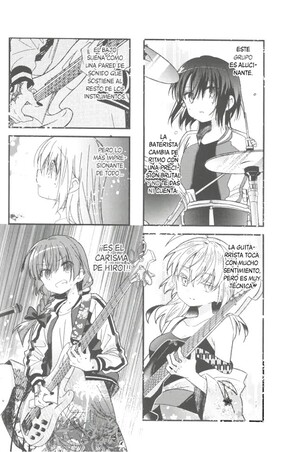 ESTE
GRUPO
ES ALUCI-
NANTE.
EL BAJO
SUENA COMO
UNA PARED DE
SONIDO QUE
SOSTIENE AL
RESTO DE LOS
INSTRUMENTOS.
LA
BATERISTA
CAMBIA DE
RITMO CON
UNA PRECI-
SIÓN BRUTAL
Y NO TE DAS
NI CUENTA.
PERO LO
MÁS IMPRE-
SIONANTE
DE TODO...
LA GUITA-
RRISTA TOCA
CON MUCHO
SENTIMIENTO,
PERO ES MUY
TÉCNICA
¡¡ES EL
CARISMA
DE HIRO!!